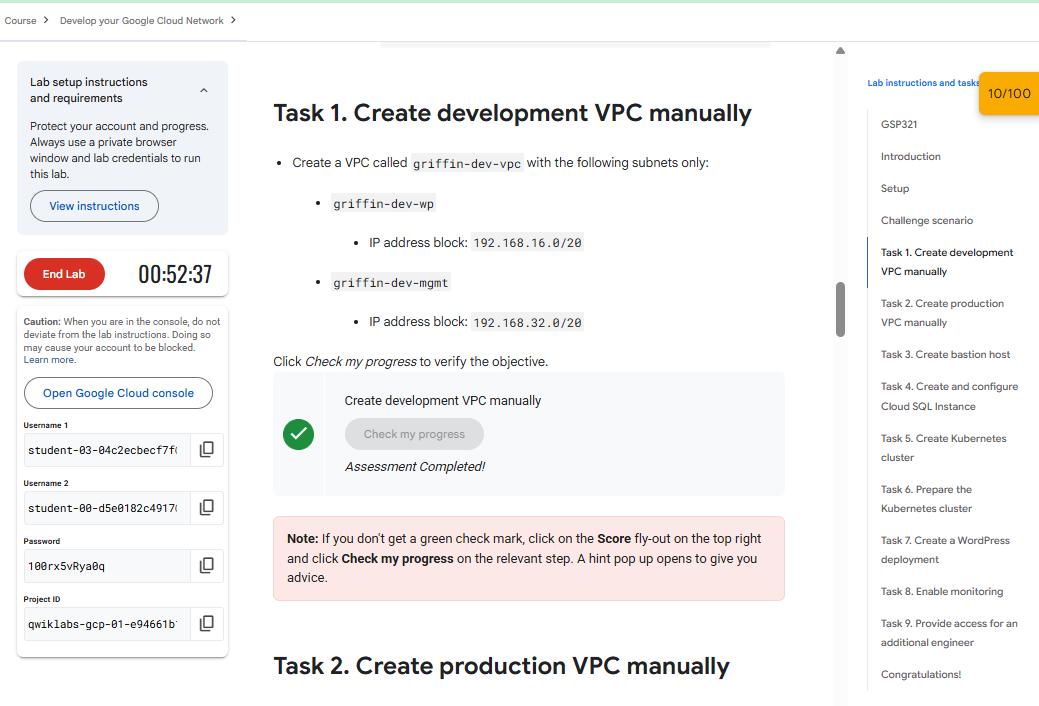 Course > Develop your Google Cloud Network >
Lab setup instructions
and requirements
Protect your account and progress.
Always use a private browser
window and lab credentials to run
this lab.
View instructions
End Lab
00:52:37
Caution: When you are in the console, do not
deviate from the lab instructions. Doing so
may cause your account to be blocked.
Learn more.
Open Google Cloud console
Username 1
student-03-04c2ecbecf7f
Username 2
student-00-d5e0182c4917
Password
100rx5vRya0q
Project ID
qwiklabs-gcp-01-e94661b
Task 1. Create development VPC manually
• Create a VPC called griffin-dev-vpc with the following subnets only:
• griffin-dev-wp
• IP address block: 192.168.16.0/20
• griffin-dev-mgmt
• IP address block: 192.168.32.0/20
Click Check my progress to verify the objective.
Create development VPC manually
Check my progress
Assessment Completed!
Note: If you don't get a green check mark, click on the Score fly-out on the top right
and click Check my progress on the relevant step. A hint pop up opens to give you
advice.
Task 2. Create production VPC manually
Lab instructions and tasks
10/100
GSP321
Introduction
Setup
Challenge scenario
Task 1. Create development
VPC manually
Task 2. Create production
VPC manually
Task 3. Create bastion host
Task 4. Create and configure
Cloud SQL Instance
Task 5. Create Kubernetes
cluster
Task 6. Prepare the
Kubernetes cluster
Task 7. Create a WordPress
deployment
Task 8. Enable monitoring
Task 9. Provide access for an
additional engineer
Congratulations!